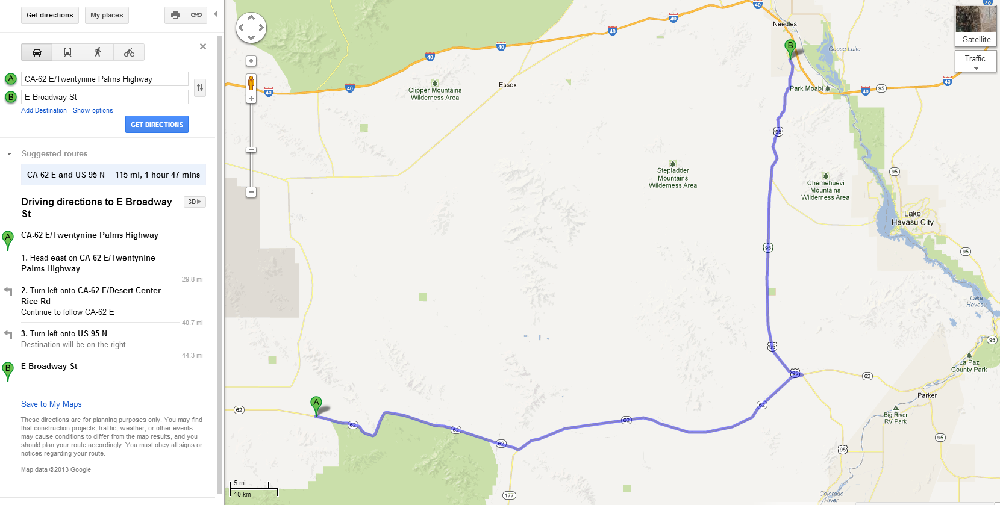 Get directions
My places
A
CA-62 E/Twentynine Palms Highway
B
E Broadway St
Add Destination - Show options
GET DIRECTIONS
Suggested routes
CA-62 E and US-95 N 115 mi, 1 hour 47 mins
Driving directions to E Broadway
St
3D
A
CA-62 E/Twentynine Palms Highway
1. Head east on CA-62 E/Twentynine
Palms Highway
29.8 mi
2. Turn left onto CA-62 E/Desert Center
Rice Rd
Continue to follow CA-62 E
40.7 mi
3. Turn left onto US-95 N
Destination will be on the right
44.3 mi
B
E Broadway St
Save to My Maps
These directions are for planning purposes only. You may find
that construction projects, traffic, weather, or other events
may cause conditions to differ from the map results, and you
should plan your route accordingly. You must obey all signs or
notices regarding your route.
Map data ©2013 Google
40
40
40
40
40
40
40
40
40
40
40
Needles
B
Goose Lake
Satellite
Traffic
Essex
Clipper Mountains
Wilderness Area
Park Moabi
95
95
Stepladder
Mountains
Wilderness Area
Chemehuevi
Mountains
Wilderness Area
95
Lake
Havasu City
95
95
Lake
Havasu
95
95
La Paz
County Park
95
62
Parker
A
62
62
62
62
62
62
Big River
RV Park
95
95
177
Colorado
River
5 mi
10 km